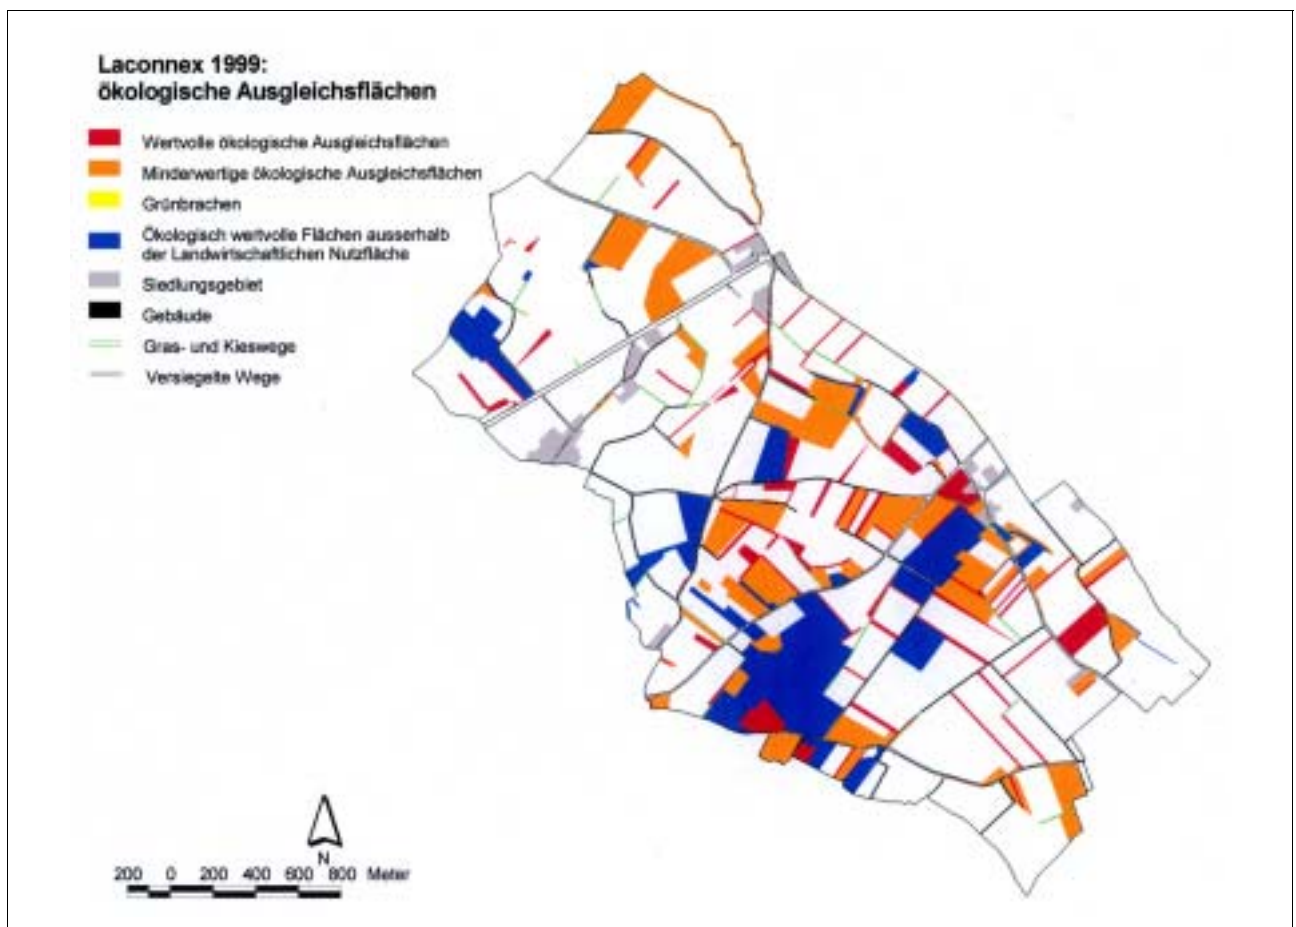 Laconnex 1999:
ökologische Ausgleichsflächen
Wertvolle ökologische Ausgleichsflächen
Minderwertige ökologische Ausgleichsflächen
Grünbrachen
Ökologisch wertvolle Flächen ausserhalb
der Landwirtschaftlichen Nutzfläche
Siedlungsgebiet
Gebäude
Gras- und Kieswege
Versiegelte Wege
N
200 0 200 400 600 800 Meter